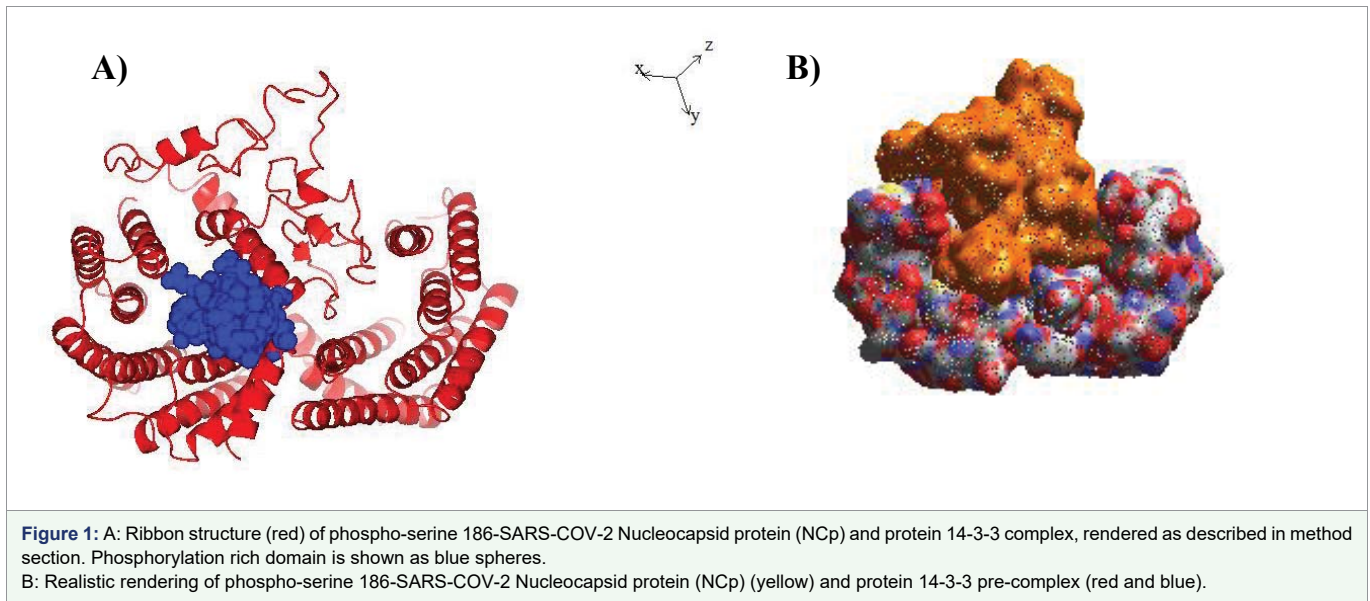 A)
B)
x
z
y
Figure 1: A: Ribbon structure (red) of phospho-serine 186-SARS-COV-2 Nucleocapsid protein (NCp) and protein 14-3-3 complex, rendered as described in method
section. Phosphorylation rich domain is shown as blue spheres.
B: Realistic rendering of phospho-serine 186-SARS-COV-2 Nucleocapsid protein (NCp) (yellow) and protein 14-3-3 pre-complex (red and blue).